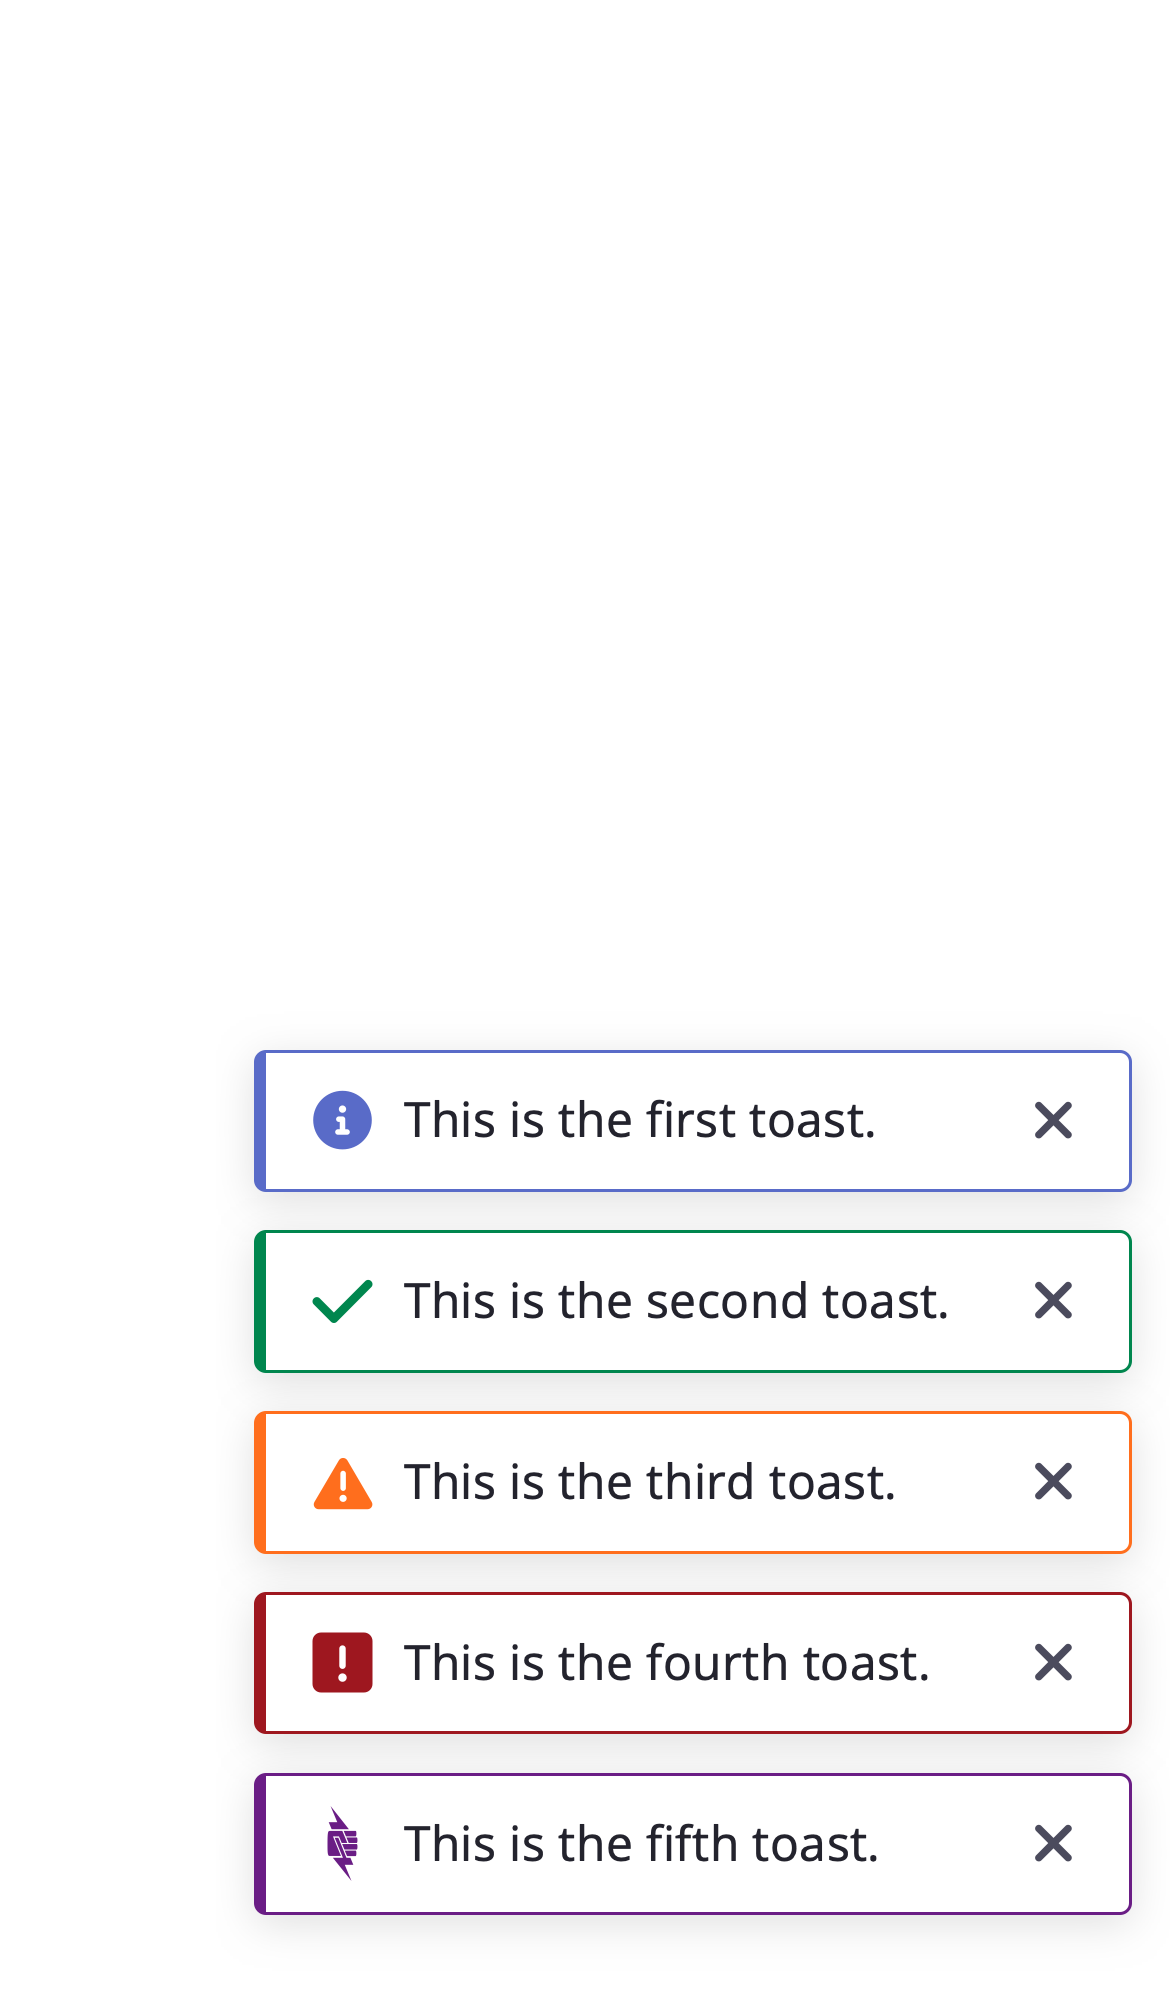 This is the first toast.
This is the second toast.
This is the third toast.
This is the fourth toast.
This is the fifth toast.